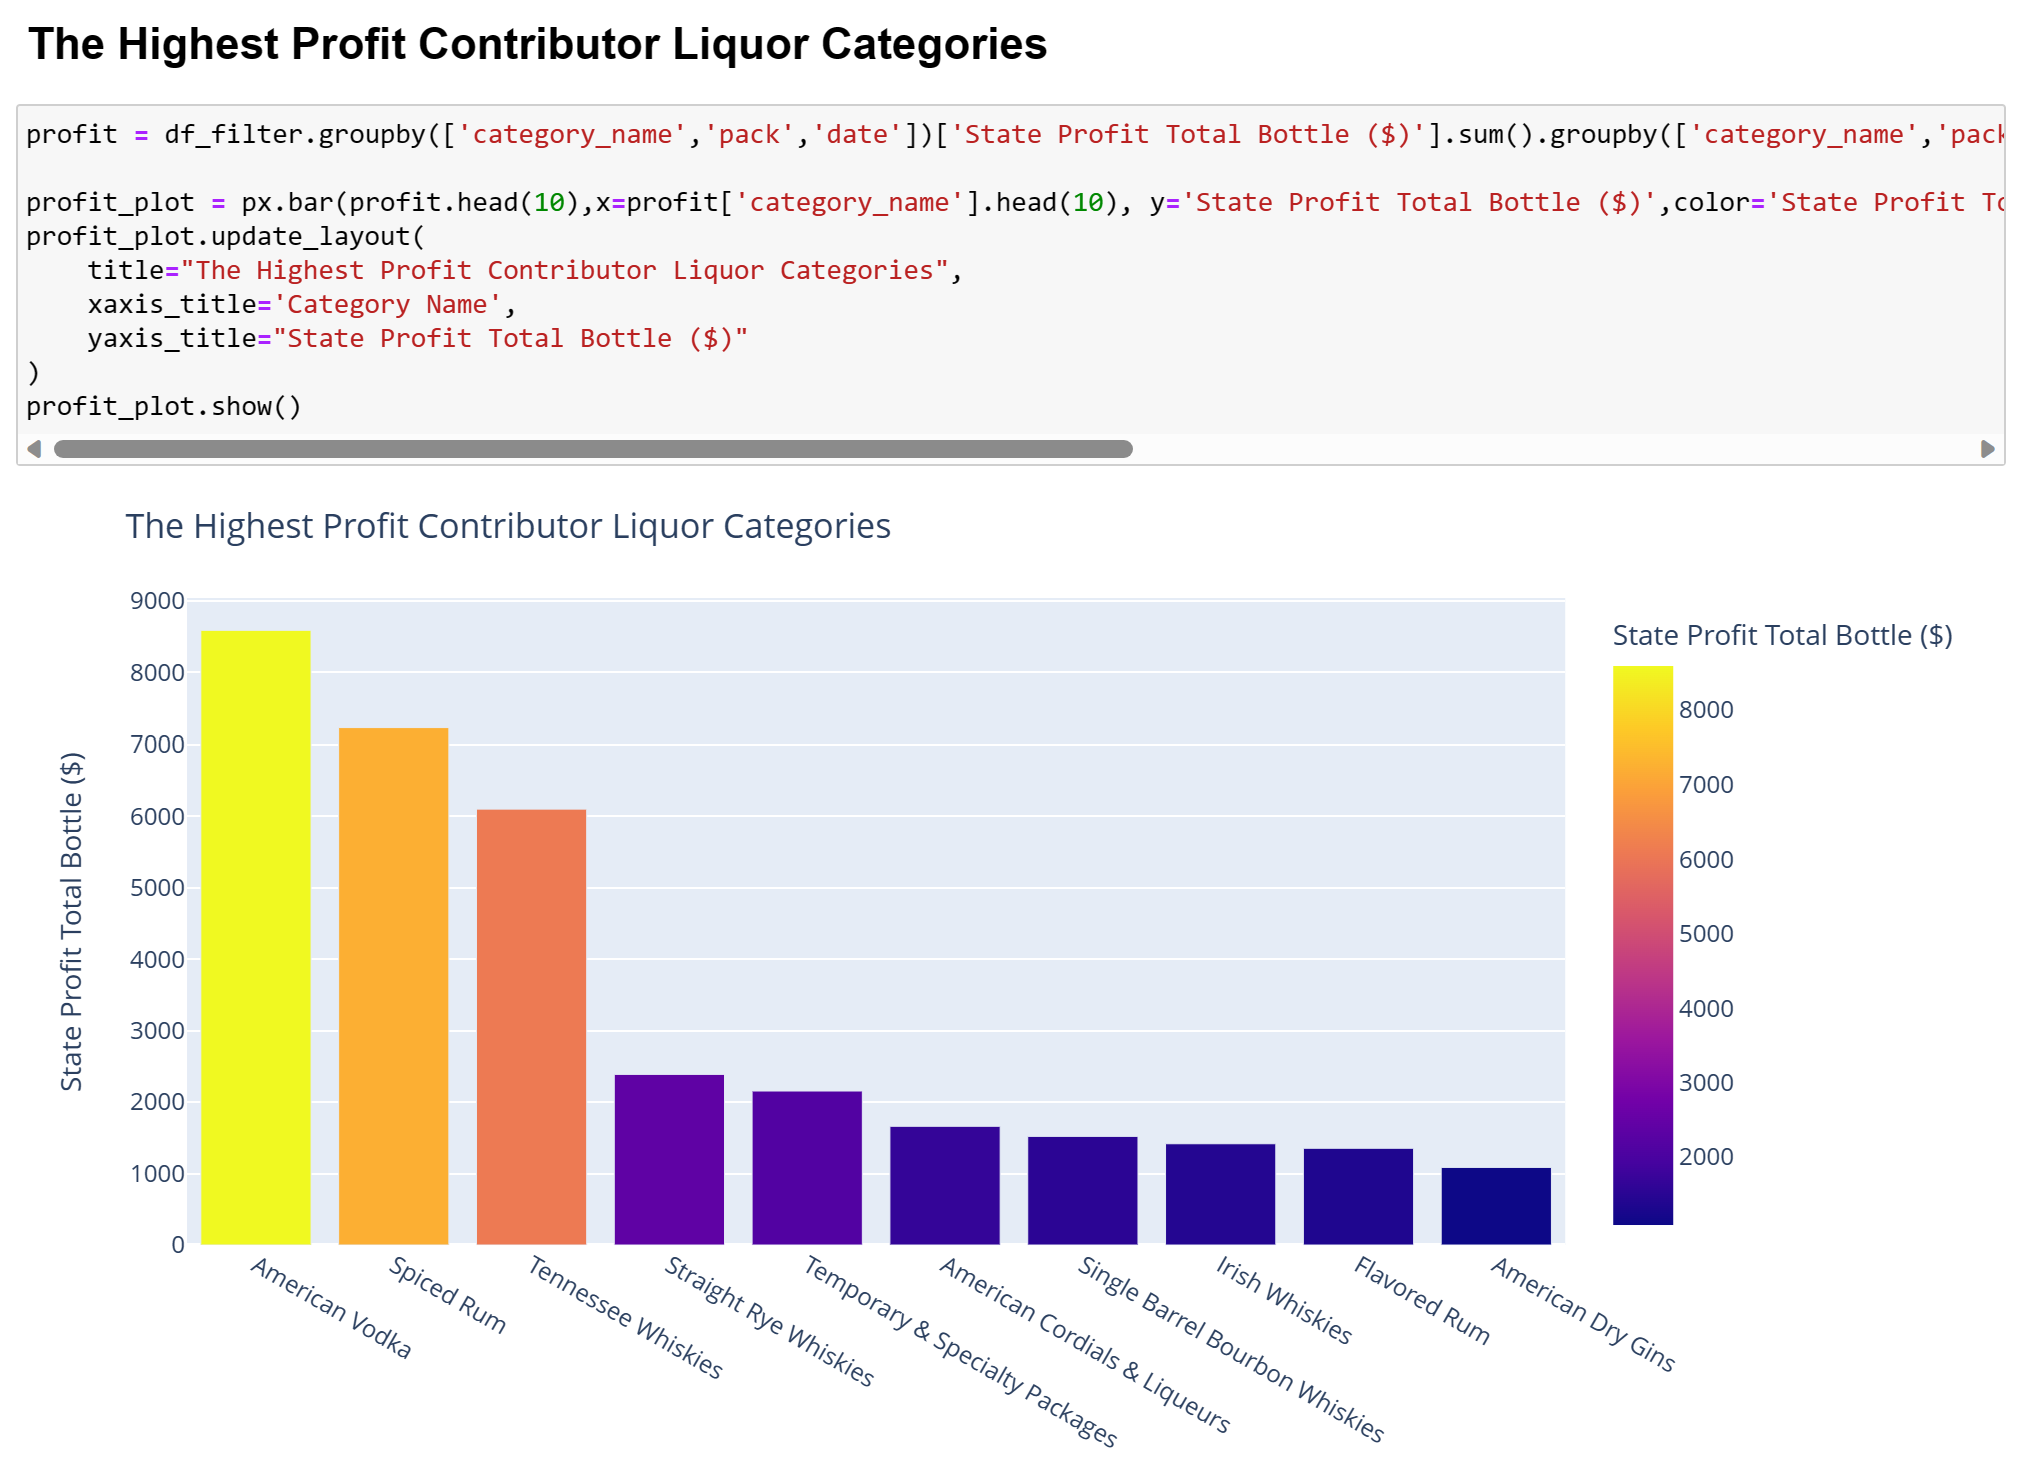 The Highest Profit Contributor Liquor Categories
profit = df_filter.groupby(['category_name','pack','date'])['State Profit Total Bottle ($)'].sum().groupby(['category_name','pack
profit_plot = px.bar(profit.head(10),x=profit['category_name'].head(10), y='State Profit Total Bottle ($)',color='State Profit To
profit_plot.update_layout(
    title="The Highest Profit Contributor Liquor Categories",
    xaxis_title='Category Name',
    yaxis_title="State Profit Total Bottle ($)"
)
profit_plot.show()
The Highest Profit Contributor Liquor Categories
State Profit Total Bottle ($)
9000
8000
7000
6000
5000
4000
3000
2000
1000
0
American Vodka
Spiced Rum
Tennessee Whiskies
Straight Rye Whiskies
Temporary & Specialty Packages
American Cordials & Liqueurs
Single Barrel Bourbon Whiskies
Irish Whiskies
Flavored Rum
American Dry Gins
State Profit Total Bottle ($)
8000
7000
6000
5000
4000
3000
2000